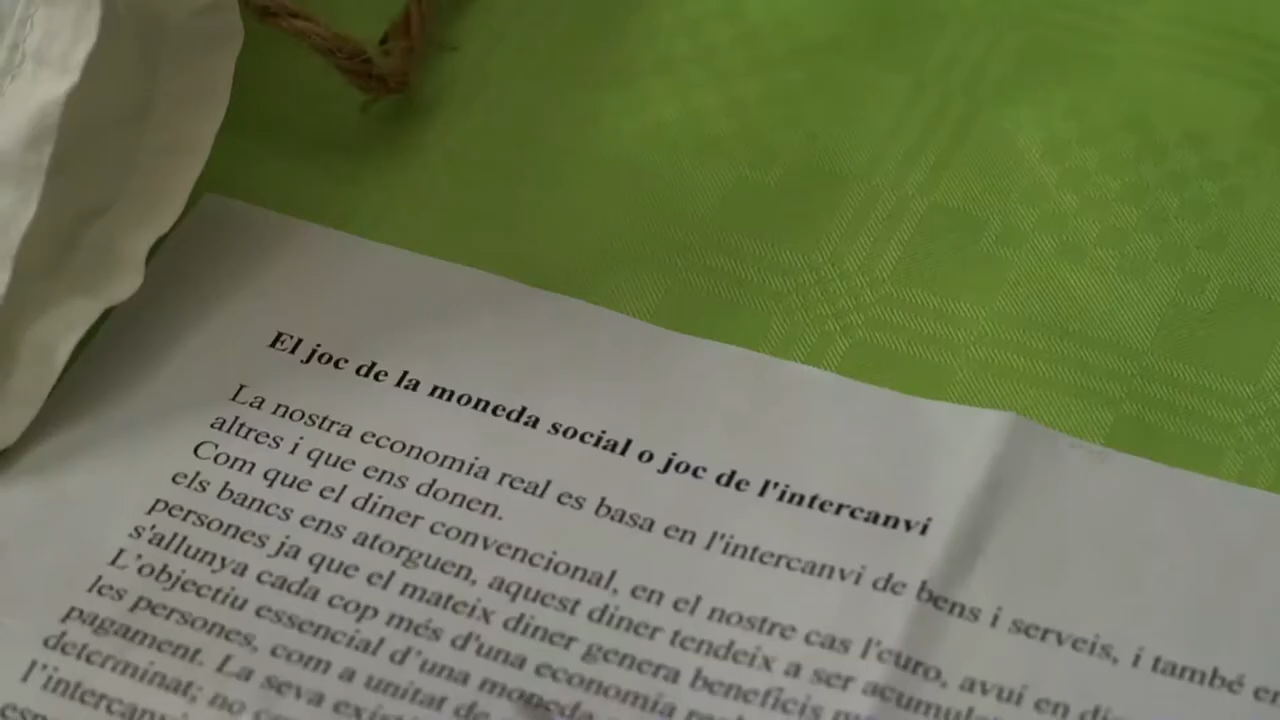 El joc de la moneda social o joc de l'intercanvi
La nostra economia real es basa en l'intercanvi de bens i serveis, i també en
altres i que ens donen.
Com que el diner convencional, en el nostre cas l'euro, avui en
els bancs ens atorguen, aquest diner tendeix a ser
persones ja que el mateix diner genera beneficis
s'allunya cada cop més d'una economia
L'objectiu essencial d'una moneda
les persones, com a unitat de
pagament. La seva
determinat; no